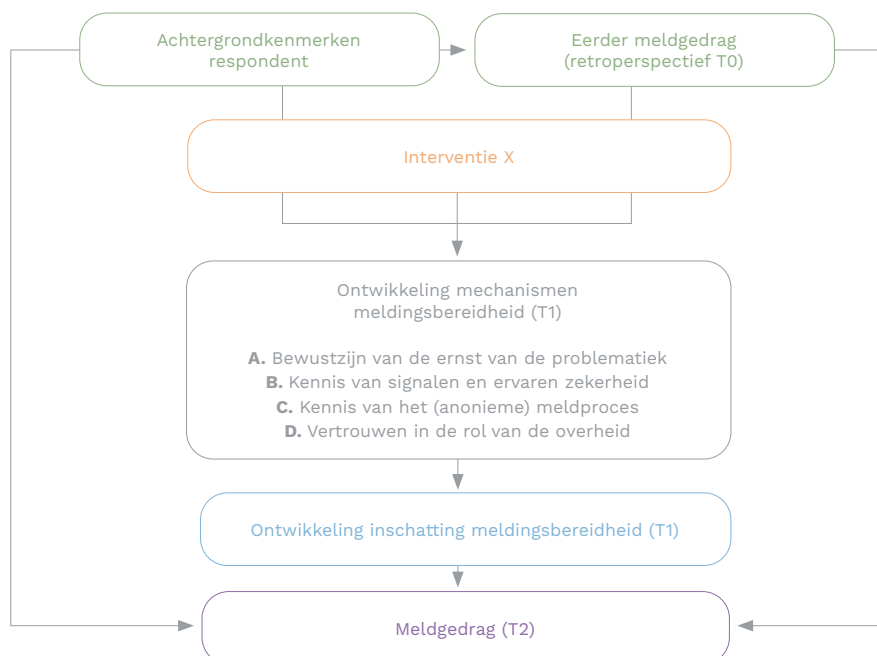 Achtergrondkenmerken
respondent
Eerder meldgedrag
(retroperspectief T0)
Interventie X
Ontwikkeling mechanismen
meldingsbereidheid (T1)
A. Bewustzijn van de ernst van de problematiek
B. Kennis van signalen en ervaren zekerheid
C. Kennis van het (anonieme) meldproces
D. Vertrouwen in de rol van de overheid
Ontwikkeling inschatting meldingsbereidheid (T1)
Meldgedrag (T2)